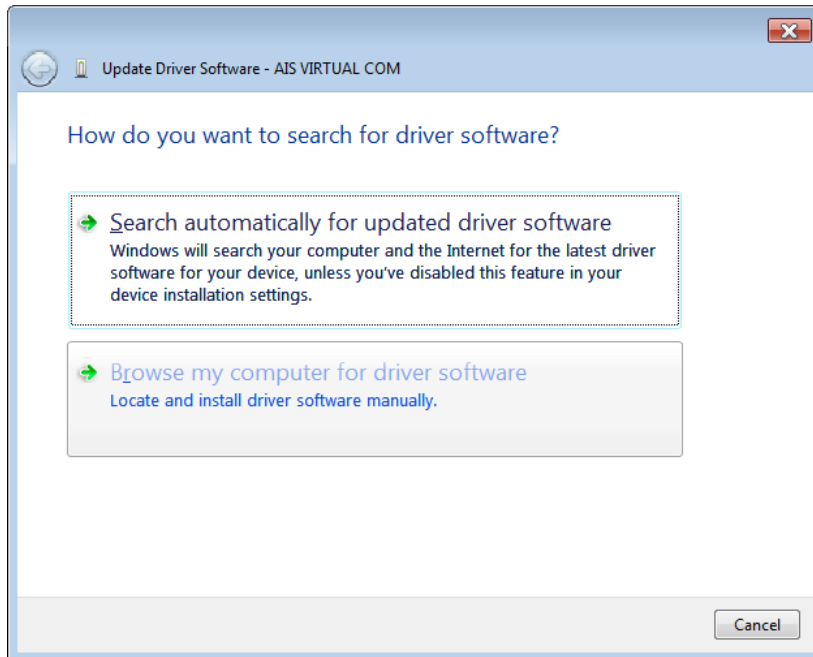 Update Driver Software - AIS VIRTUAL COM
How do you want to search for driver software?
Search automatically for updated driver software
Windows will search your computer and the Internet for the latest driver
software for your device, unless you've disabled this feature in your
device installation settings.
Browse my computer for driver software
Locate and install driver software manually.
Cancel